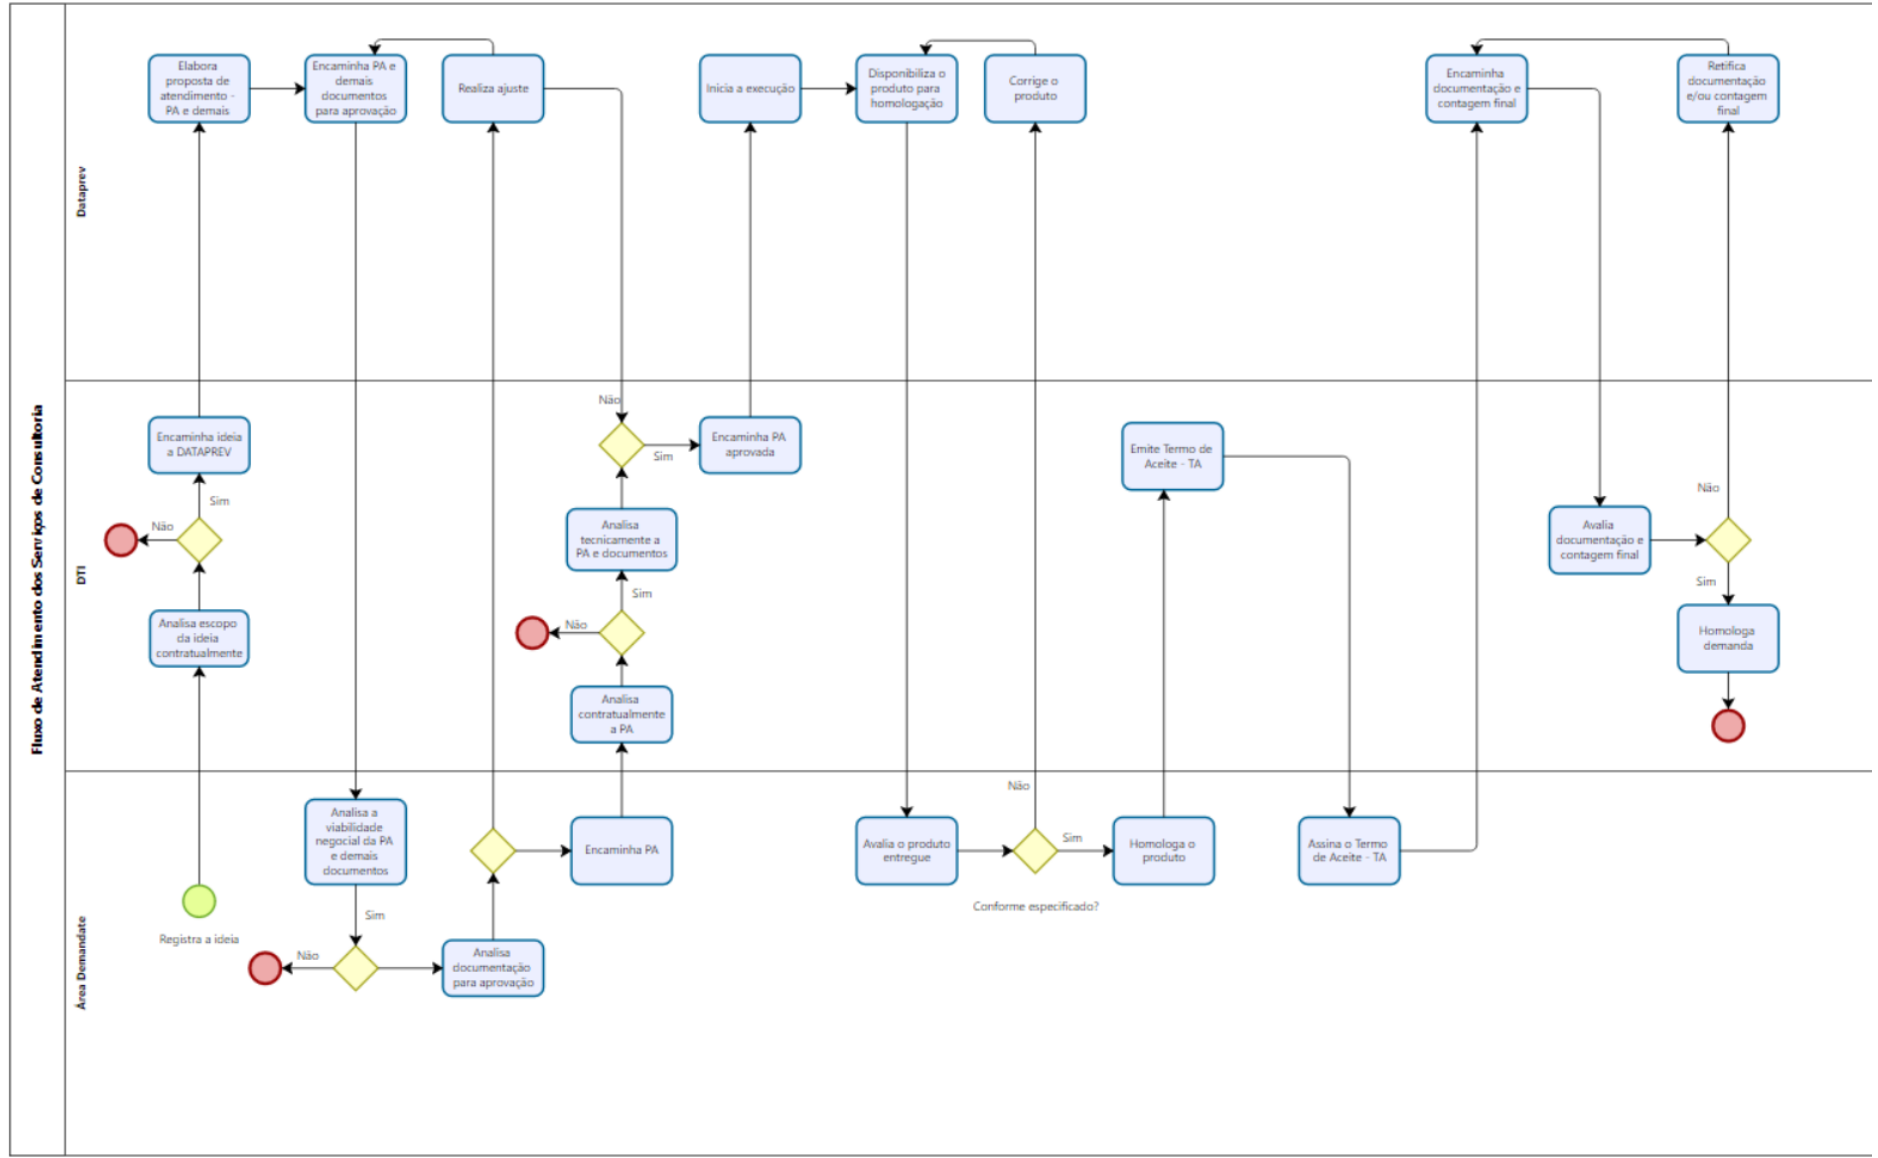 Fluxo de Atendimento dos Serviços de Consultoria
Dataprev
Elabora
proposta de
atendimento -
PA e demais
Encaminha PA e
demais
documentos
para aprovação
Realiza ajuste
Inicia a execução
Disponibiliza o
produto para
homologação
Corrige o
produto
Encaminha
documentação e
contagem final
Retifica
documentação
e/ou contagem
final
DTI
Encaminha ideia
a DATAPREV
Sim
Não
Analisa escopo
da ideia
contratualmente
Não
Sim
Encaminha PA
aprovada
Analisa
tecnicamente a
PA e documentos
Sim
Não
Analisa
contratualmente
a PA
Emite Termo de
Aceite - TA
Avalia
documentação e
contagem final
Não
Sim
Homologa
demanda
Área Demandate
Registra a ideia
Analisa a
viabilidade
negocial da PA
e demais
documentos
Sim
Não
Analisa
documentação
para aprovação
Encaminha PA
Avalia o produto
entregue
Não
Sim
Conforme especificado?
Homologa o
produto
Assina o Termo
de Aceite - TA